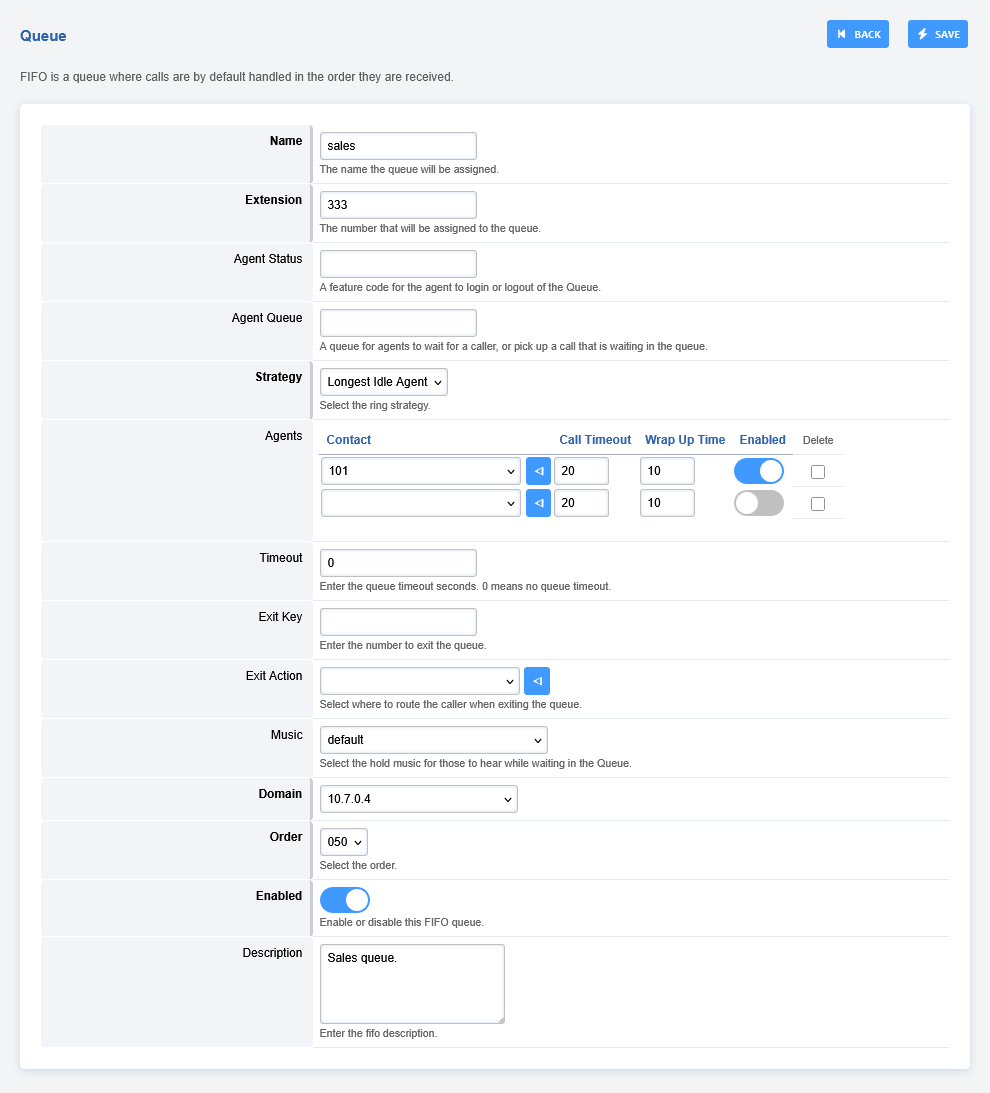 Queue
BACK
SAVE
FIFO is a queue where calls are by default handled in the order they are received.
Name
sales
The name the queue will be assigned.
Extension
333
The number that will be assigned to the queue.
Agent Status
A feature code for the agent to login or logout of the Queue.
Agent Queue
A queue for agents to wait for a caller, or pick up a call that is waiting in the queue.
Strategy
Longest Idle Agent
Select the ring strategy.
Agents
Contact Call Timeout Wrap Up Time Enabled Delete
101 20 10
20 10
Timeout
0
Enter the queue timeout seconds. 0 means no queue timeout.
Exit Key
Enter the number to exit the queue.
Exit Action
Select where to route the caller when exiting the queue.
Music
default
Select the hold music for those to hear while waiting in the Queue.
Domain
10.7.0.4
Order
050
Select the order.
Enabled
Enable or disable this FIFO queue.
Description
Sales queue.
Enter the fifo description.